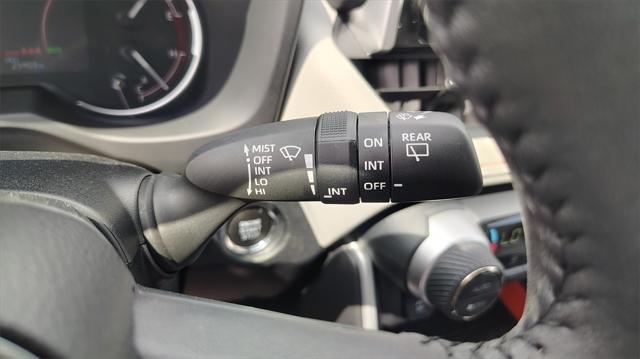 MIST
OFF
INT
LO
HI
INT
ON
INT
OFF
REAR